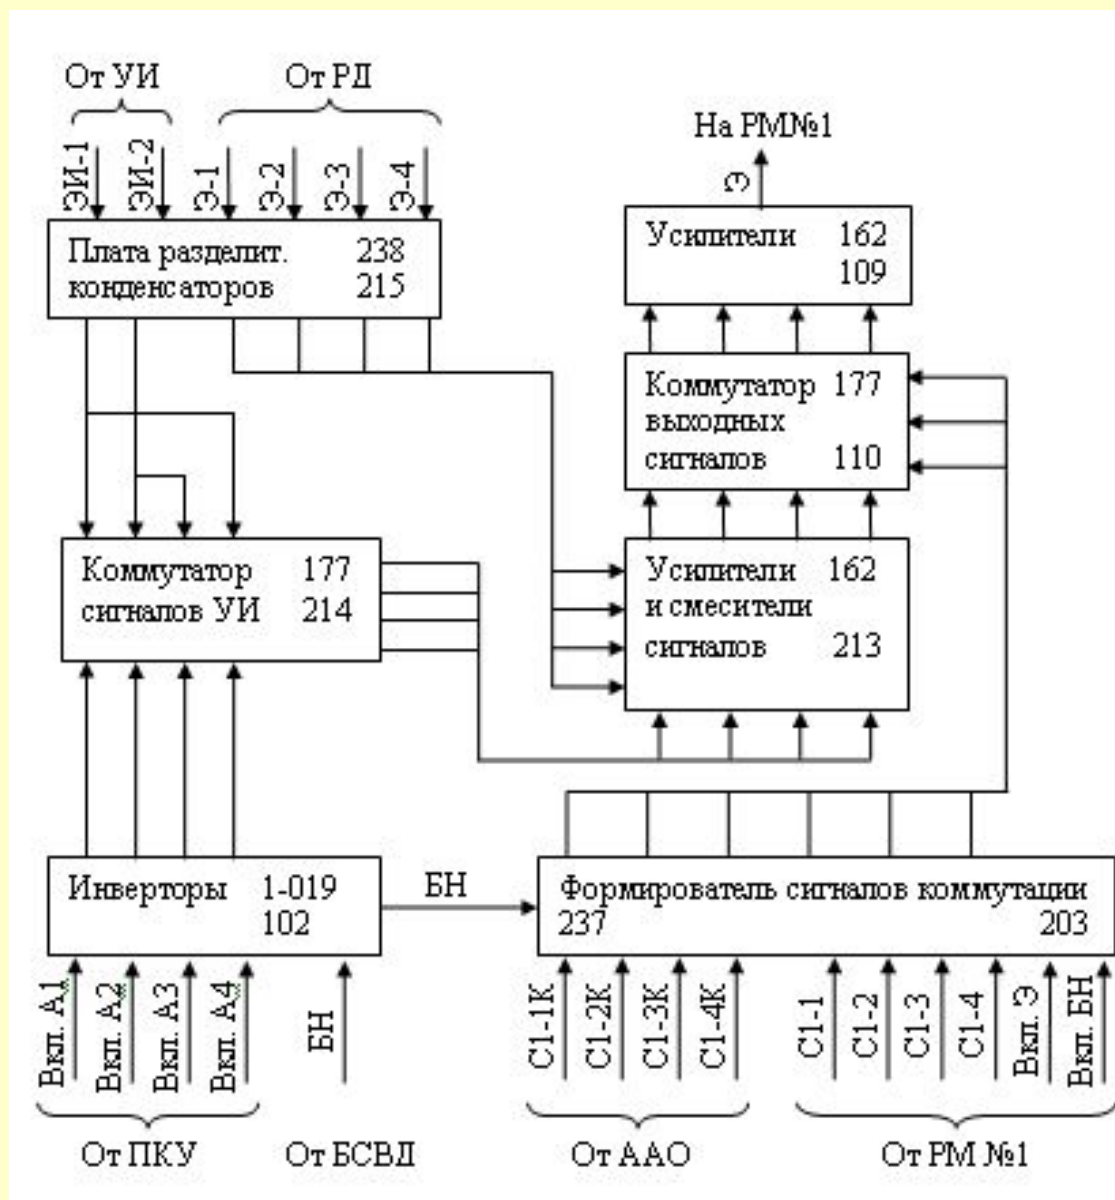 От УИ
От РД
ЭИ-1
ЭИ-2
Э-1
Э-2
Э-3
Э-4
Плата разделит. 238
конденсаторов 215
На РМ№1
Э
Усилители 162
109
Коммутатор 177
выходных
сигналов 110
Коммутатор 177
сигналов УИ 214
Усилители 162
и смесители
сигналов 213
Инверторы 1-019
102
БН
Формирователь сигналов коммутации
237 203
Вкл. А1
Вкл. А2
Вкл. А3
Вкл. А4
БН
С1-1К
С1-2К
С1-3К
С1-4К
С1-1
С1-2
С1-3
С1-4
Вкл. Э
Вкл. БН
От ПКУ
От БСВД
От ААО
От РМ №1